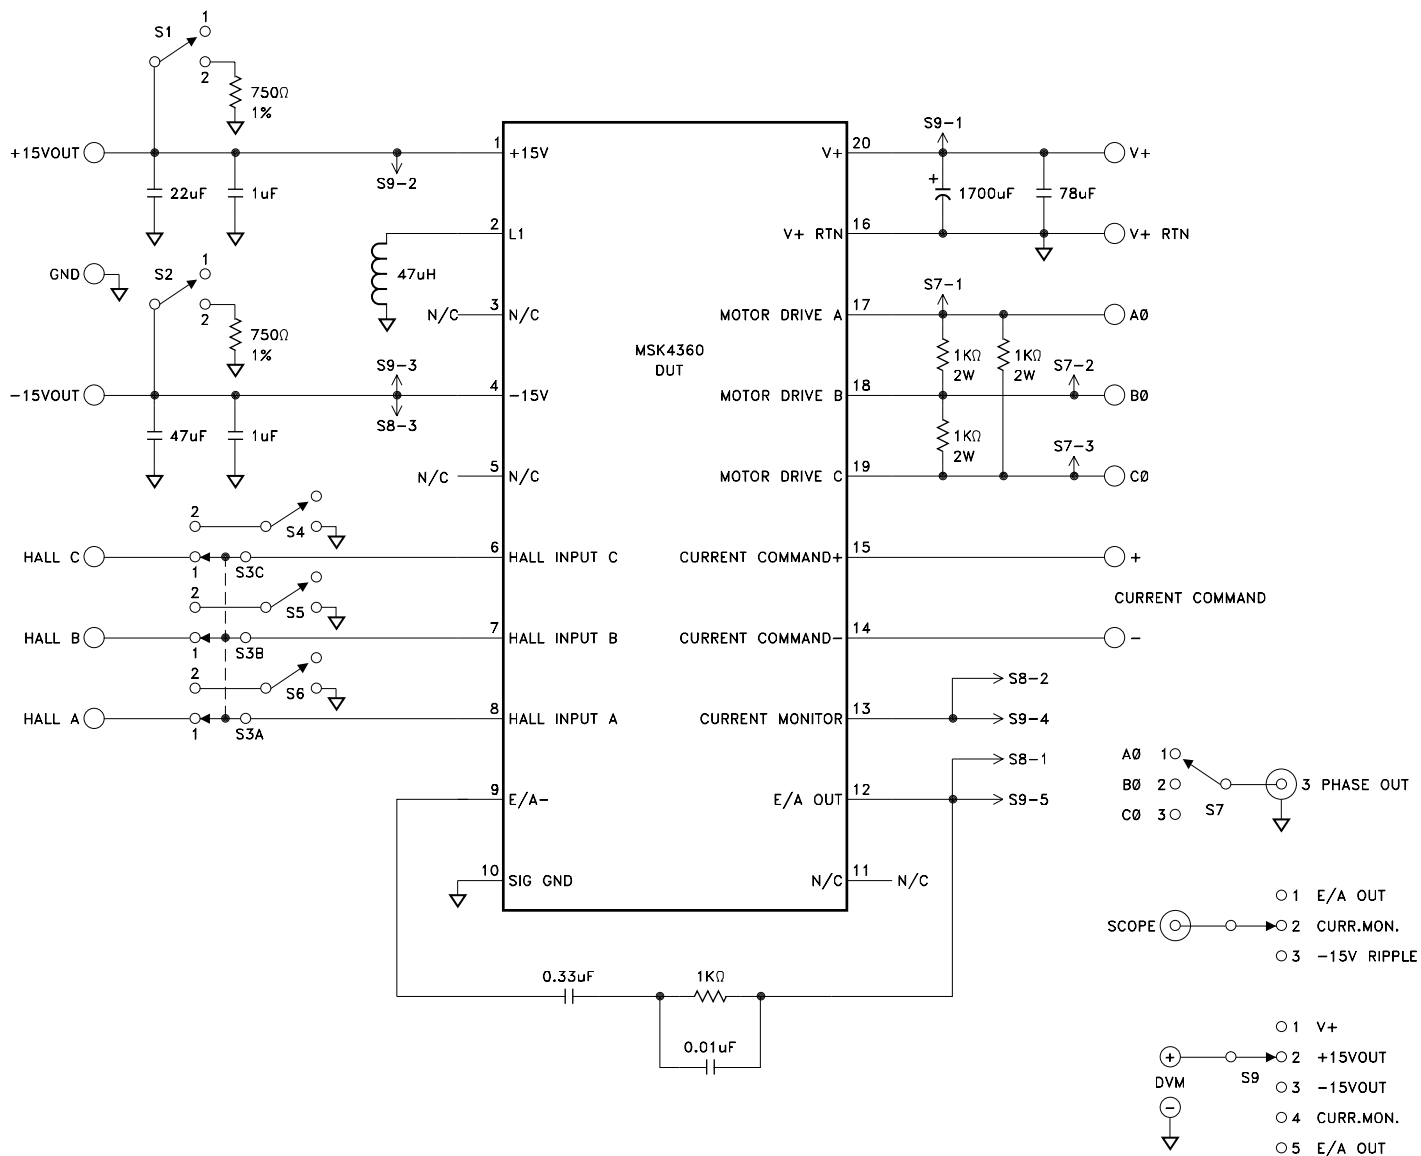 S1
1
2
750Ω
1%
+15VOUT
22uF
1uF
S9-2
1
+15V
20
V+
S9-1
+
1700uF
78uF
V+
2
L1
47uH
16
V+ RTN
V+ RTN
GND
S2
1
2
750Ω
1%
N/C
3
N/C
S7-1
17
MOTOR DRIVE A
AØ
1KΩ
2W
1KΩ
2W
MSK4360
DUT
S9-3
-15VOUT
S8-3
4
-15V
18
MOTOR DRIVE B
S7-2
BØ
47uF
1uF
1KΩ
2W
N/C
5
N/C
19
MOTOR DRIVE C
S7-3
CØ
2
S4
HALL C
1
S3C
6
HALL INPUT C
15
CURRENT COMMAND+
+
2
S5
CURRENT COMMAND
HALL B
1
S3B
7
HALL INPUT B
14
CURRENT COMMAND-
-
2
S6
S8-2
HALL A
1
S3A
8
HALL INPUT A
13
CURRENT MONITOR
S9-4
S8-1
9
E/A-
12
E/A OUT
S9-5
AØ 1
BØ 2
CØ 3
S7
3 PHASE OUT
10
SIG GND
11
N/C
N/C
1 E/A OUT
SCOPE
2 CURR.MON.
3 -15V RIPPLE
0.33uF
1KΩ
0.01uF
1 V+
+
2 +15VOUT
DVM
S9
3 -15VOUT
-
4 CURR.MON.
5 E/A OUT